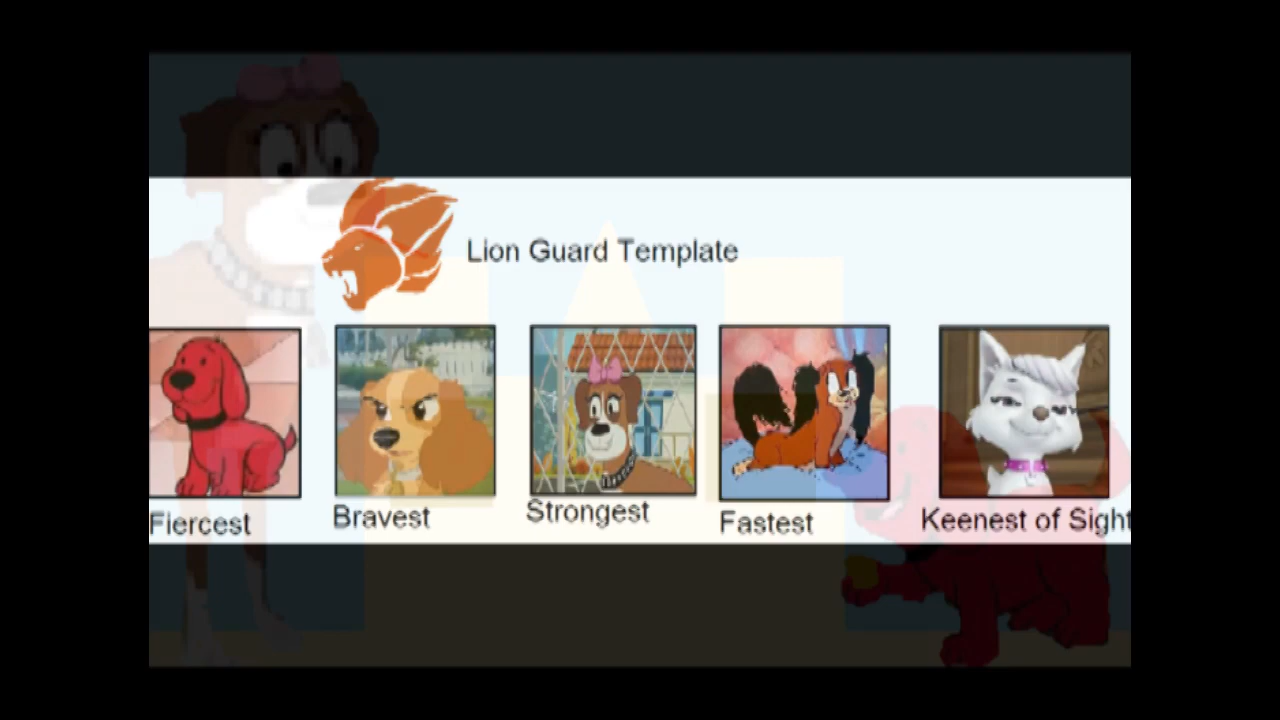 Lion Guard Template
Fiercest
Bravest
Strongest
Fastest
Keenest of Sight